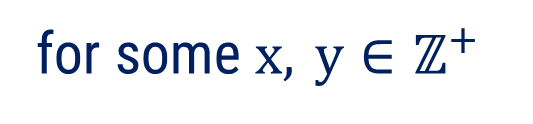 for some x, y ∈ ℤ⁺